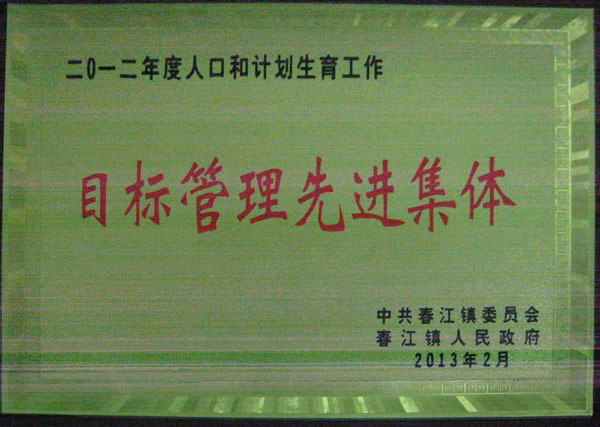 二0一二年度人口和计划生育工作
目标管理先进集体
中共春江镇委员会
春江镇人民政府
2013年2月